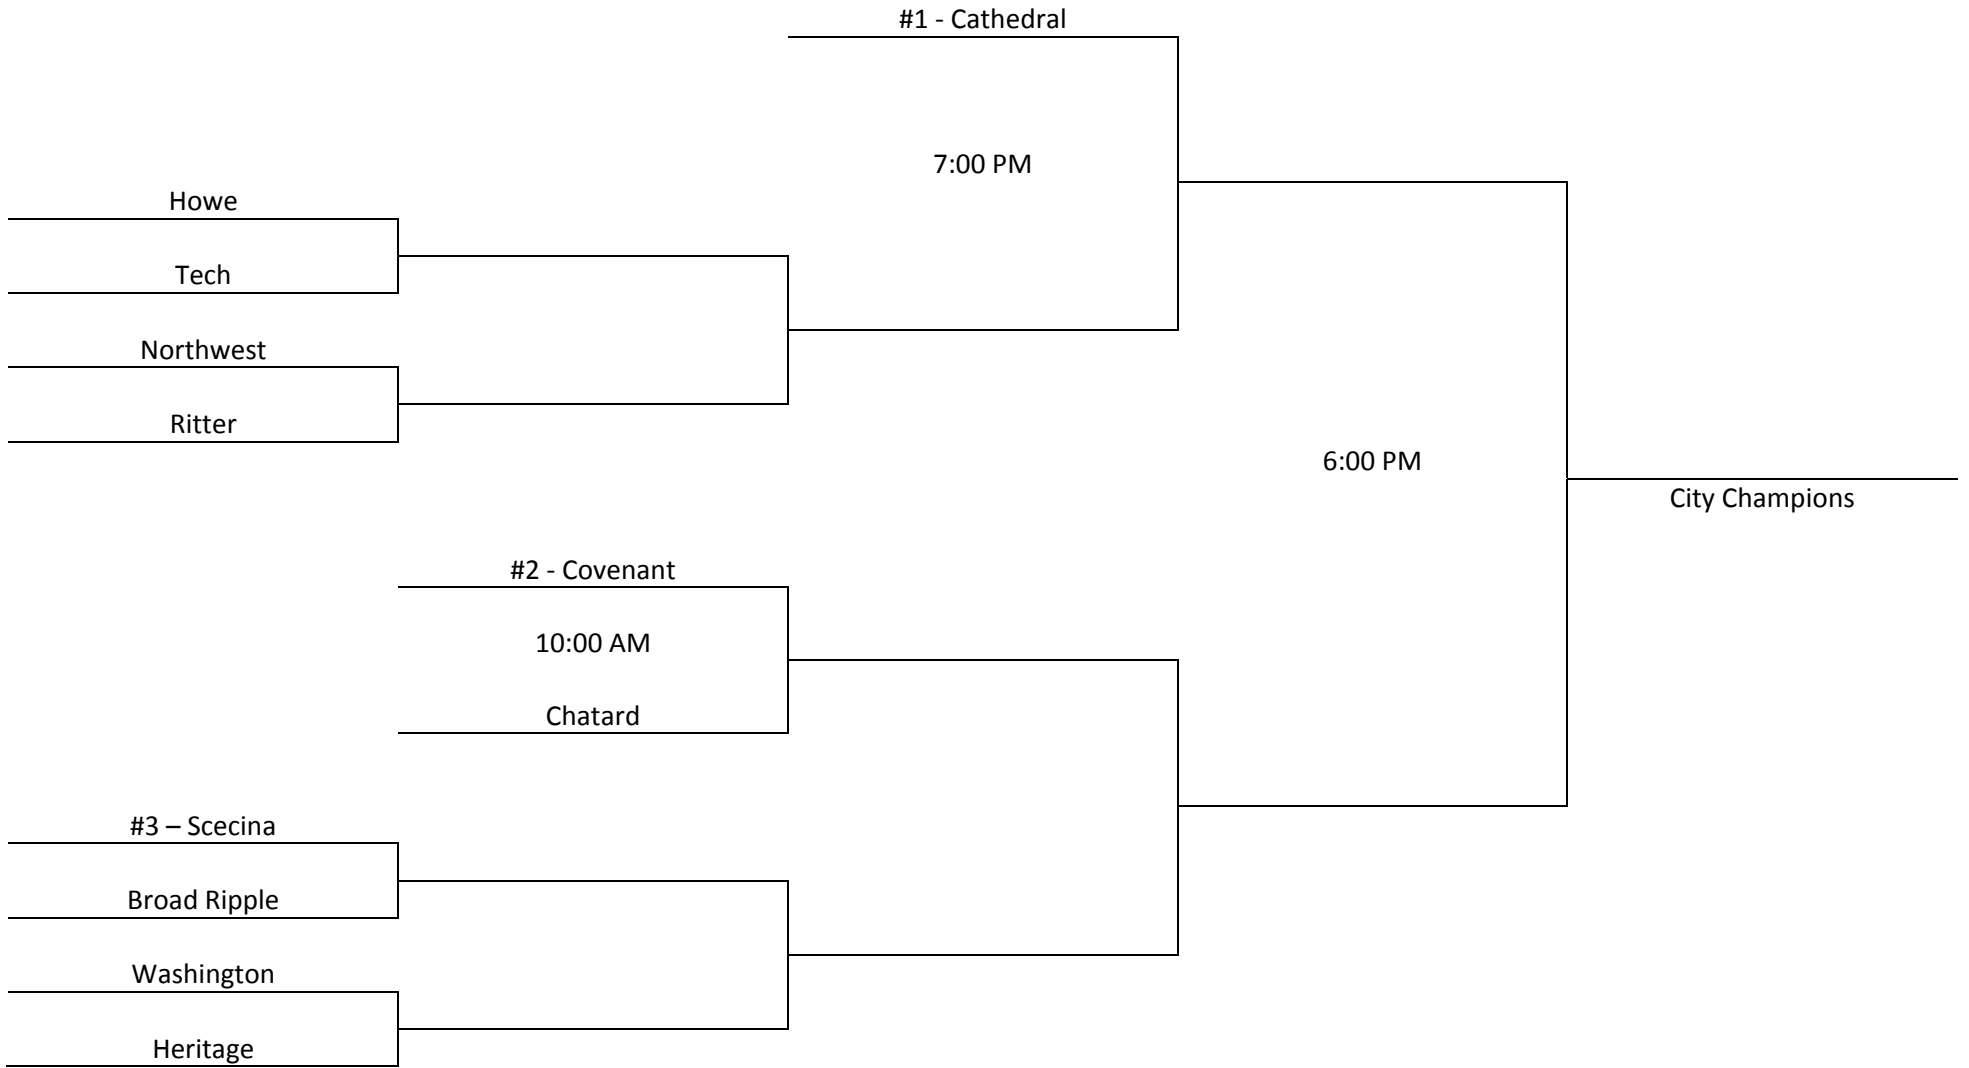 #1 - Cathedral
7:00 PM
Howe
Tech
Northwest
Ritter
6:00 PM
City Champions
#2 - Covenant
10:00 AM
Chatard
#3 – Scecina
Broad Ripple
Washington
Heritage